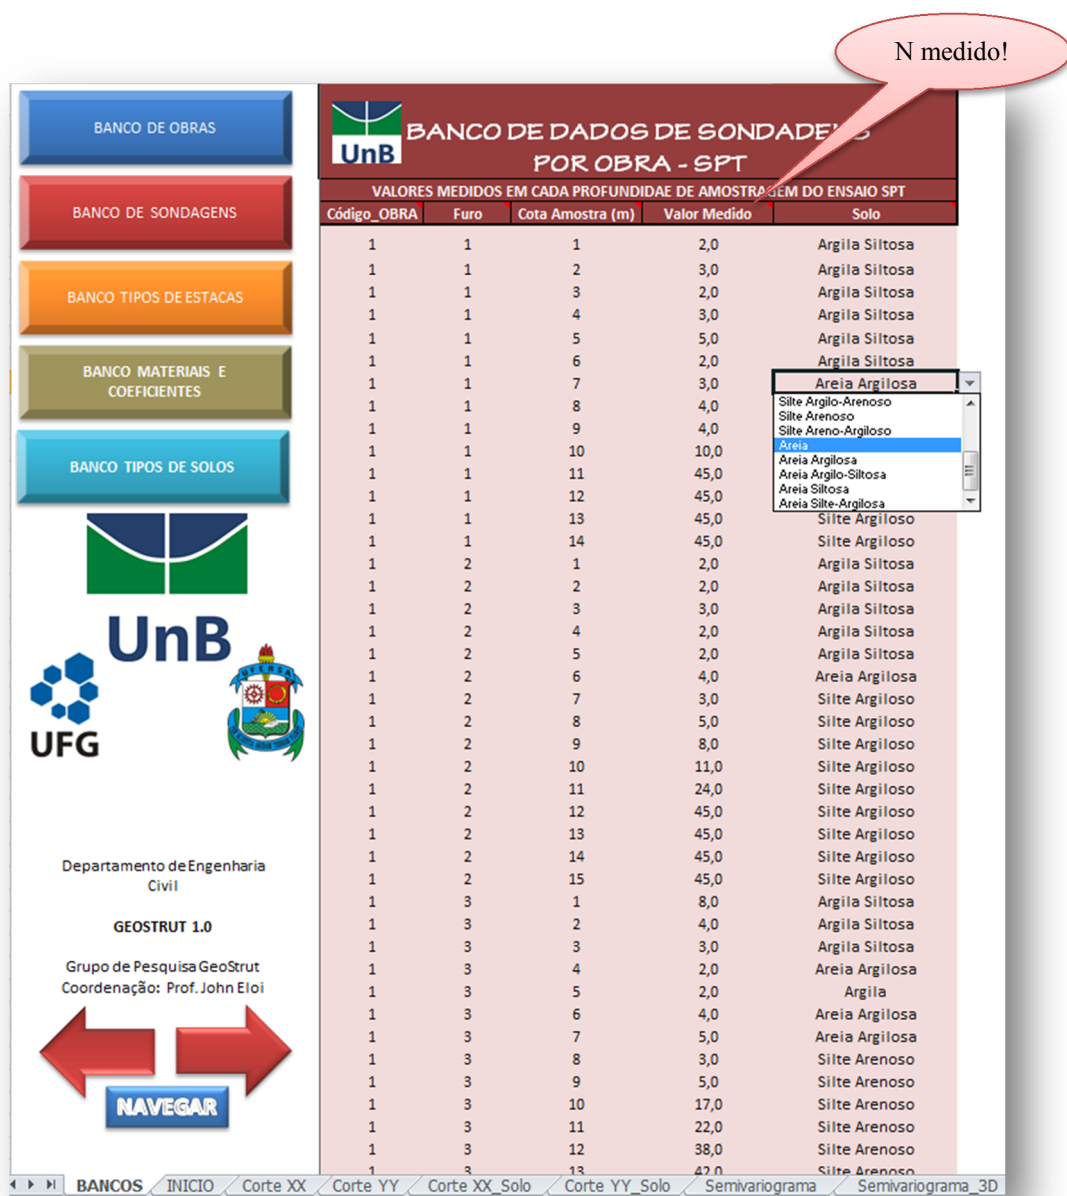 N medido!
BANCO DE OBRAS
BANCO DE SONDAGENS
BANCO TIPOS DE ESTACAS
BANCO MATERIAIS E
COEFICIENTES
BANCO TIPOS DE SOLOS
UnB
UFG
UFERSA
Departamento de Engenharia
Civil
GEOSTRUT 1.0
Grupo de Pesquisa GeoStrut
Coordenação: Prof. John Eloi
NAVEGAR
UnB
BANCO DE DADOS DE SONDADENS
POR OBRA - SPT
VALORES MEDIDOS EM CADA PROFUNDIDAE DE AMOSTRAGEM DO ENSAIO SPT
Código_OBRA Furo Cota Amostra (m) Valor Medido Solo
1 1 1 2,0 Argila Siltosa
1 1 2 3,0 Argila Siltosa
1 1 3 2,0 Argila Siltosa
1 1 4 3,0 Argila Siltosa
1 1 5 5,0 Argila Siltosa
1 1 6 2,0 Argila Siltosa
1 1 7 3,0 Areia Argilosa
1 1 8 4,0
1 1 9 4,0
1 1 10 10,0
1 1 11 45,0
1 1 12 45,0
Silte Argilo-Arenoso
Silte Arenoso
Silte Areno-Argiloso
Areia
Areia Argilosa
Areia Argilo-Siltosa
Areia Siltosa
Areia Silte-Argilosa
1 1 13 45,0 Silte Argiloso
1 1 14 45,0 Silte Argiloso
1 2 1 2,0 Argila Siltosa
1 2 2 2,0 Argila Siltosa
1 2 3 3,0 Argila Siltosa
1 2 4 2,0 Argila Siltosa
1 2 5 2,0 Argila Siltosa
1 2 6 4,0 Areia Argilosa
1 2 7 3,0 Silte Argiloso
1 2 8 5,0 Silte Argiloso
1 2 9 8,0 Silte Argiloso
1 2 10 11,0 Silte Argiloso
1 2 11 24,0 Silte Argiloso
1 2 12 45,0 Silte Argiloso
1 2 13 45,0 Silte Argiloso
1 2 14 45,0 Silte Argiloso
1 2 15 45,0 Silte Argiloso
1 3 1 8,0 Argila Siltosa
1 3 2 4,0 Argila Siltosa
1 3 3 3,0 Argila Siltosa
1 3 4 2,0 Areia Argilosa
1 3 5 2,0 Argila
1 3 6 4,0 Areia Argilosa
1 3 7 5,0 Areia Argilosa
1 3 8 3,0 Silte Arenoso
1 3 9 5,0 Silte Arenoso
1 3 10 17,0 Silte Arenoso
1 3 11 22,0 Silte Arenoso
1 3 12 38,0 Silte Arenoso
1 3 13 42,0 Silte Arenoso
BANCOS INICIO Corte XX Corte YY Corte XX_Solo Corte YY_Solo Semivariograma Semivariograma_3D